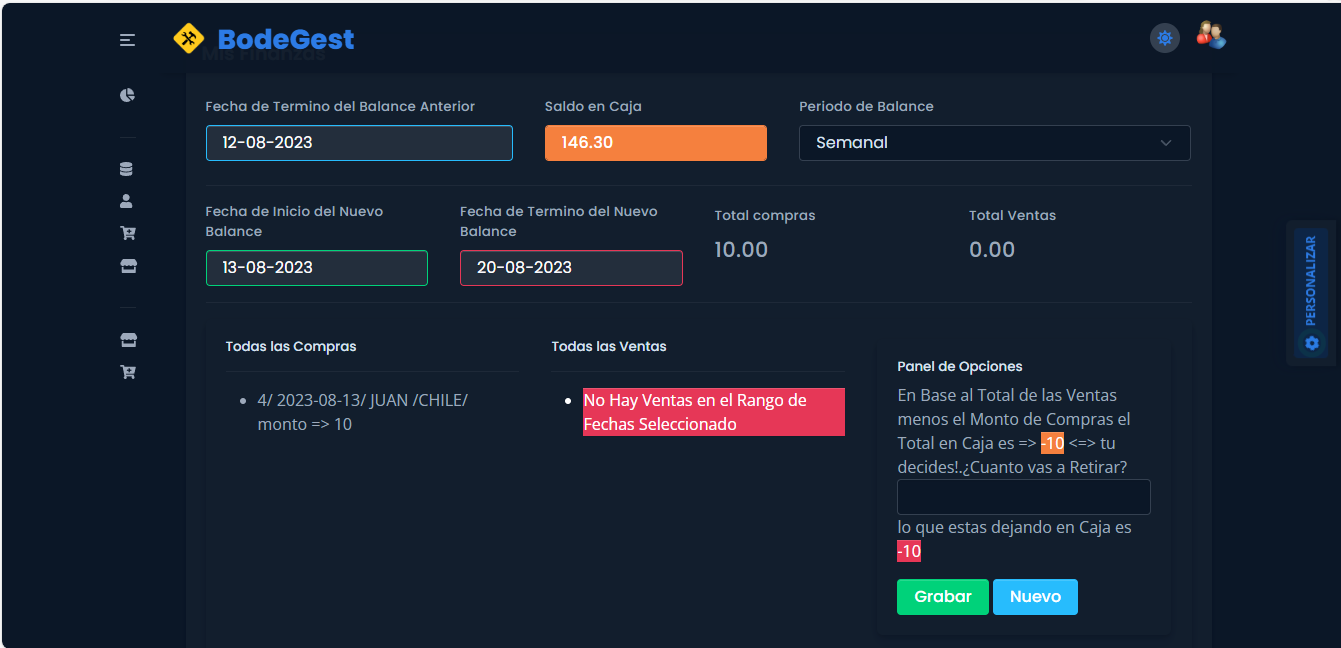 BodeGest
Mis Finanzas
Fecha de Termino del Balance Anterior
Saldo en Caja
Periodo de Balance
12-08-2023
146.30
Semanal
Fecha de Inicio del Nuevo
Balance
Fecha de Termino del Nuevo
Balance
Total compras
Total Ventas
13-08-2023
20-08-2023
10.00
0.00
PERSONALIZAR
Todas las Compras
4/ 2023-08-13/ JUAN /CHILE/
monto => 10
Todas las Ventas
No Hay Ventas en el Rango de
Fechas Seleccionado
Panel de Opciones
En Base al Total de las Ventas
menos el Monto de Compras el
Total en Caja es => -10 <=> tu
decides!..¿Cuanto vas a Retirar?
lo que estas dejando en Caja es
-10
Grabar
Nuevo